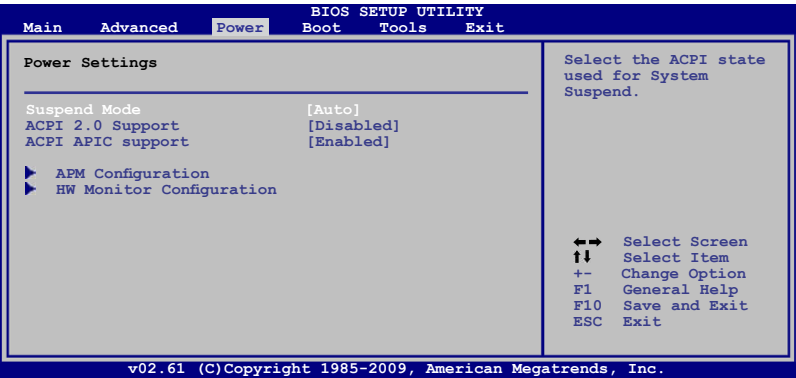 BIOS SETUP UTILITY
Main Advanced Power Boot Tools Exit
Power Settings
Suspend Mode [Auto]
ACPI 2.0 Support [Disabled]
ACPI APIC support [Enabled]
APM Configuration
HW Monitor Configuration
Select the ACPI state
used for System
Suspend.
←→ Select Screen
↑↓ Select Item
+- Change Option
F1 General Help
F10 Save and Exit
ESC Exit
v02.61 (C)Copyright 1985-2009, American Megatrends, Inc.